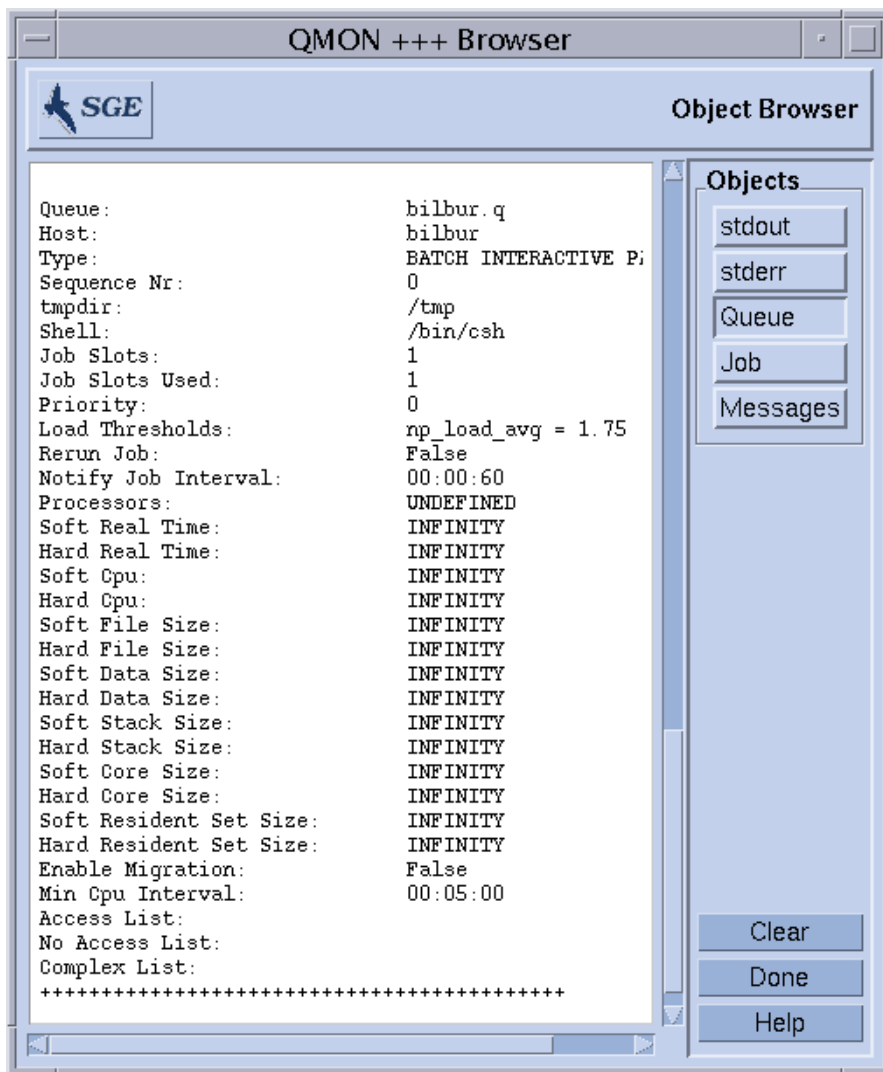 QMON +++ Browser
SGE
Object Browser
Queue: bilbur.q
Host: bilbur
Type: BATCH INTERACTIVE
Sequence Nr: 0
tmpdir: /tmp
Shell: /bin/csh
Job Slots: 1
Job Slots Used: 1
Priority: 0
Load Thresholds: np_load_avg = 1.75
Rerun Job: False
Notify Job Interval: 00:00:60
Processors: UNDEFINED
Soft Real Time: INFINITY
Hard Real Time: INFINITY
Soft Cpu: INFINITY
Hard Cpu: INFINITY
Soft File Size: INFINITY
Hard File Size: INFINITY
Soft Data Size: INFINITY
Hard Data Size: INFINITY
Soft Stack Size: INFINITY
Hard Stack Size: INFINITY
Soft Core Size: INFINITY
Hard Core Size: INFINITY
Soft Resident Set Size: INFINITY
Hard Resident Set Size: INFINITY
Enable Migration: False
Min Cpu Interval: 00:05:00
Access List:
No Access List:
Complex List:
+++++++++++++++++++++++++++++++++++++++++++
Objects
stdout
stderr
Queue
Job
Messages
Clear
Done
Help